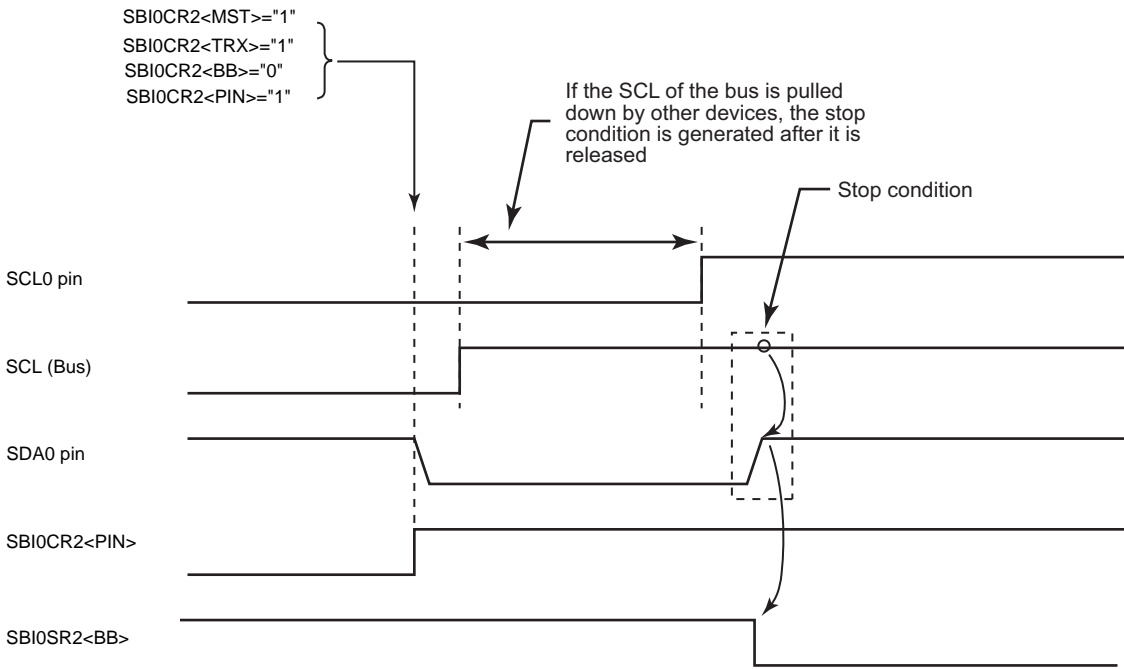 SBI0CR2<MST>="1"
SBI0CR2<TRX>="1"
SBI0CR2<BB>="0"
SBI0CR2<PIN>="1"
If the SCL of the bus is pulled
down by other devices, the stop
condition is generated after it is
released
Stop condition
SCL0 pin
SCL (Bus)
SDA0 pin
SBI0CR2<PIN>
SBI0SR2<BB>